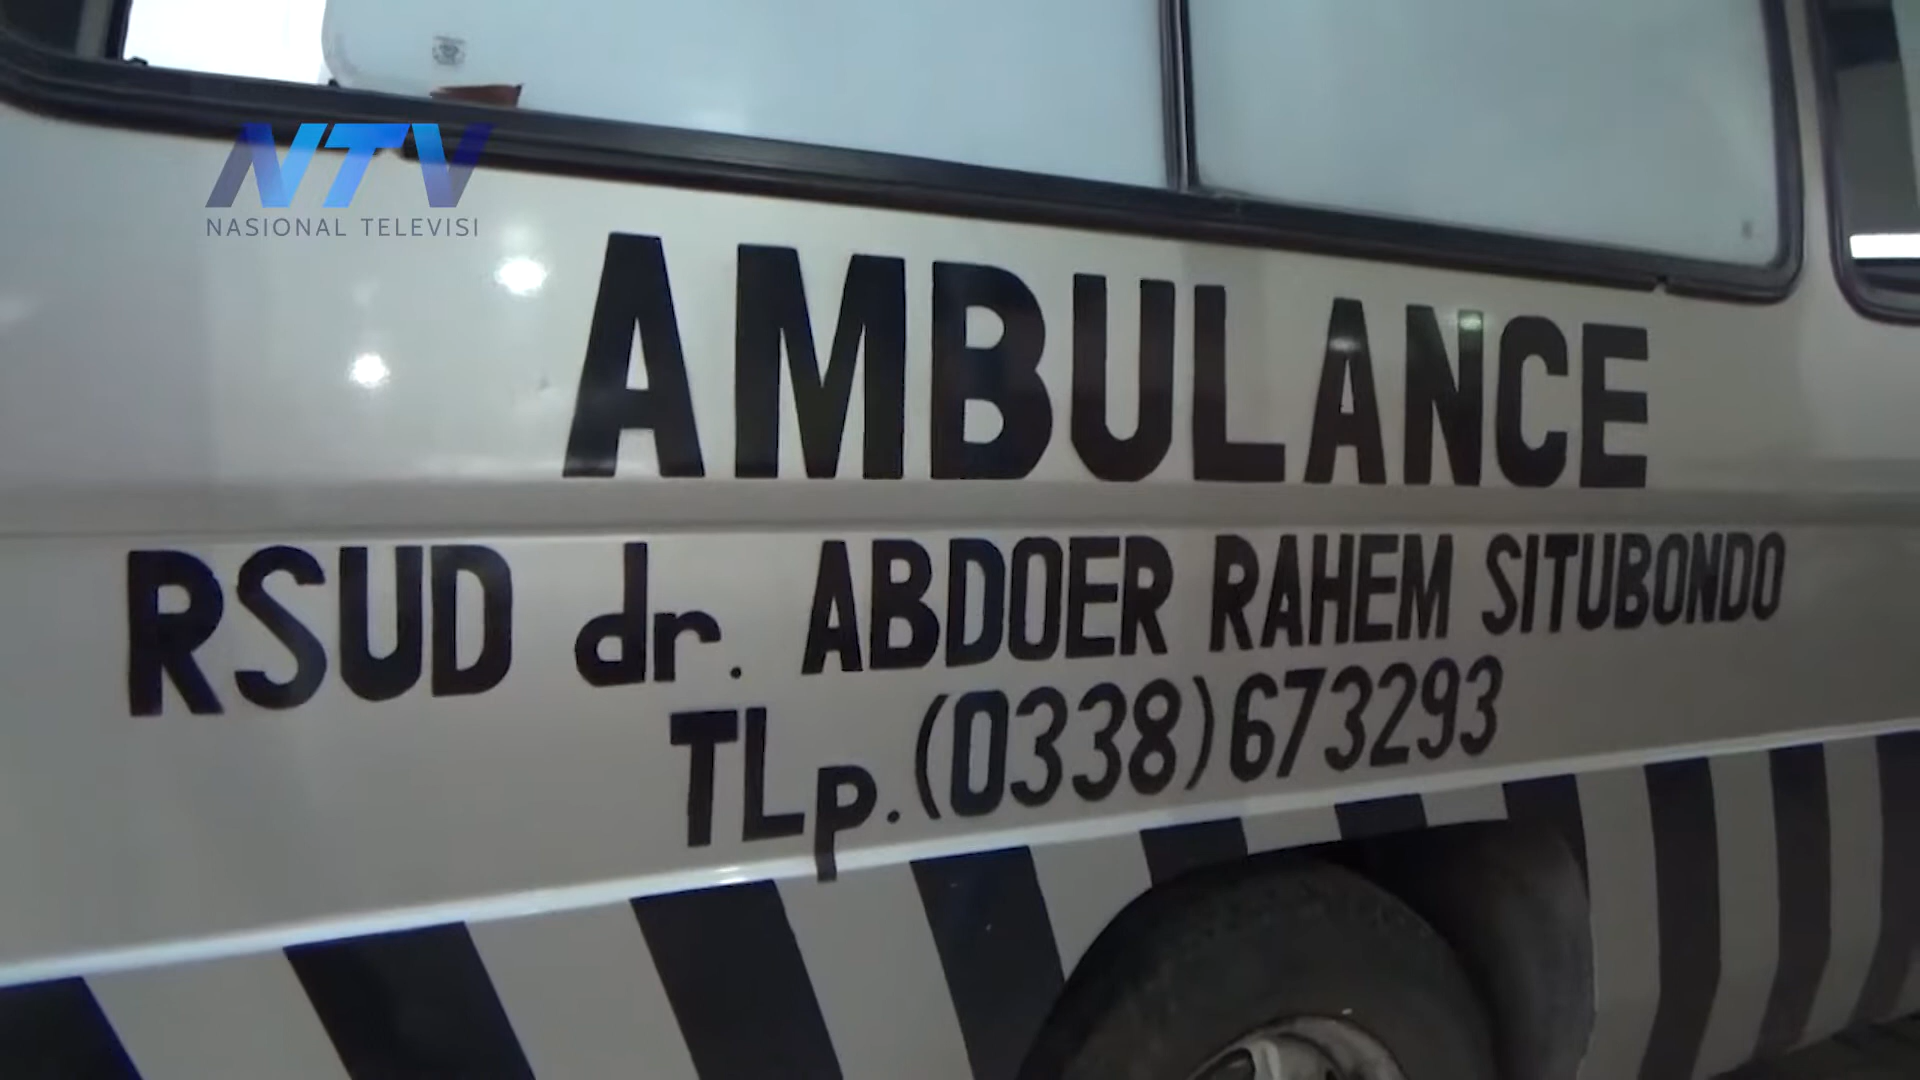 NTV
NASIONAL TELEVISI
AMBULANCE
RSUD dr. ABDOER RAHEM SITUBONDO
TLp. (0338) 673293